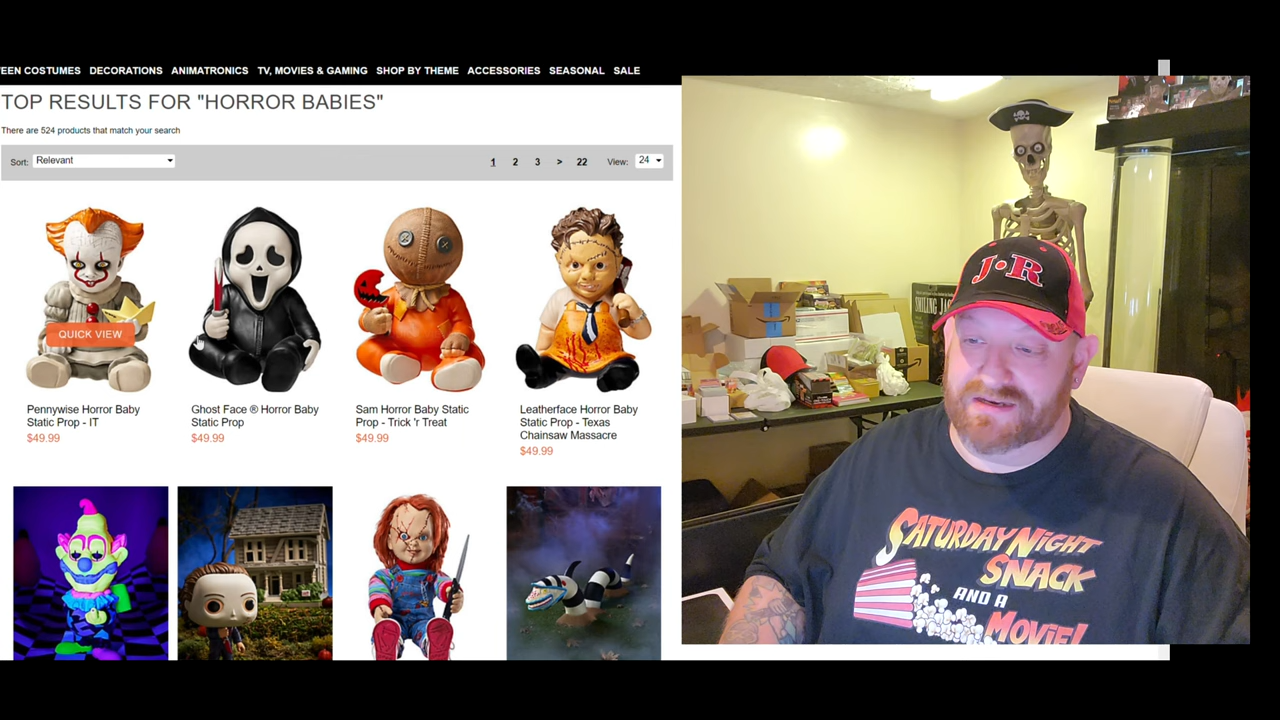 EEN COSTUMES DECORATIONS ANIMATRONICS TV, MOVIES & GAMING SHOP BY THEME ACCESSORIES SEASONAL SALE
TOP RESULTS FOR "HORROR BABIES"
There are 524 products that match your search
Sort: Relevant 1 2 3 > 22 View: 24
QUICK VIEW
Pennywise Horror Baby
Static Prop - IT
$49.99
Ghost Face ® Horror Baby
Static Prop
$49.99
Sam Horror Baby Static
Prop - Trick 'r Treat
$49.99
Leatherface Horror Baby
Static Prop - Texas
Chainsaw Massacre
$49.99
J•R
SATURDAY NIGHT
SNACK
AND A
MOVIE!